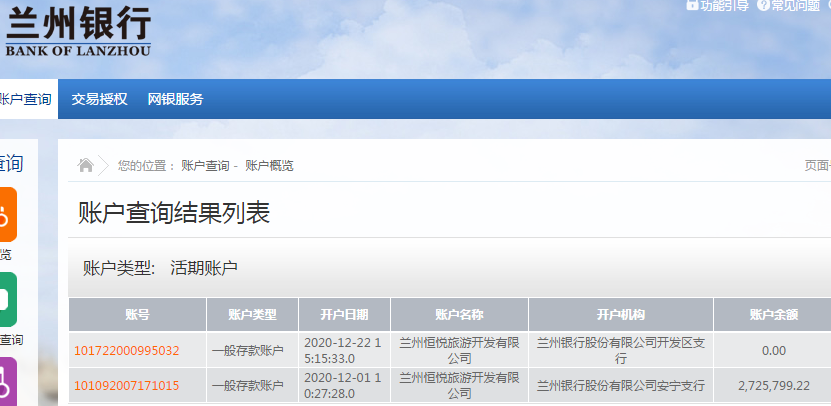 兰州银行
BANK OF LANZHOU
功能引导 常见问题
账户查询 交易授权 网银服务
查询
您的位置： 账户查询 - 账户概览
页面
账户查询结果列表
览
账户类型: 活期账户
账号 账户类型 开户日期 账户名称 开户机构 账户余额
查询
101722000995032 一般存款账户 2020-12-22 1 兰州恒悦旅游开发有限 兰州银行股份有限公司开发区支 0.00
5:15:33.0 公司 行
101092007171015 一般存款账户 2020-12-01 1 兰州恒悦旅游开发有限 兰州银行股份有限公司安宁支行 2,725,799.22
0:27:28.0 公司